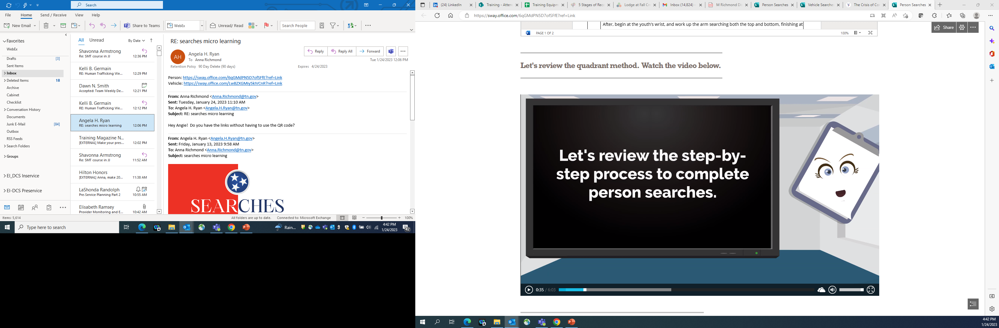 Search
File Home Send / Receive View Help
New Email Share to Teams WebEx Unread/ Read Search People
Favorites
WebEx
Drafts [3]
Sent Items
Inbox
Deleted Items 18
Archive
Cabinet
Checklist
Conversation History
Documents
Junk E-Mail [84]
Outbox
RSS Feeds
Search Folders
Groups
EI_DCS Inservice
EI-DCS Preservice
All Unread By Date
Shavonna Armstrong
Re: SMT course in JJ 12:36 PM
Kelli B. Germain
RE: Human Trafficking We... 12:29 PM
Dawn N. Smith
Accepted: Team Weekly De... 12:21 PM
Kelli B. Germain
RE: Human Trafficking We... 12:12 PM
Angela H. Ryan
RE: searches micro learning 12:06 PM
Training Magazine N...
[EXTERNAL] Make your pres... 12:02 PM
Shavonna Armstrong
Re: SMT course in JJ 11:52 AM
Hilton Honors
[EXTERNAL] Anna, make 20... 11:38 AM
LaShonda Randolph
Pre-Service Planning Part 2 10:55 AM
Elisabeth Ramsey
Provider Monitoring and E... 10:42 AM
RE: searches micro learning
AH
Angela H. Ryan
To Anna Richmond
Reply Reply All Forward
Tue 1/24/2023 12:06 PM
Retention Policy 90 Day Delete (90 days) Expires 4/24/2023
Person: https://sway.office.com/6qGMdPN5D7ofSFfE?ref=Link
Vehicle: https://sway.office.com/LwBZXGMiy5kIVCnR?ref=Link
From: Anna Richmond <Anna.Richmond@tn.gov>
Sent: Tuesday, January 24, 2023 11:10 AM
To: Angela H. Ryan <Angela.H.Ryan@tn.gov>
Subject: RE: searches micro learning
Hey Angie! Do you have the links without having to use the QR code?
From: Angela H. Ryan <Angela.H.Ryan@tn.gov>
Sent: Friday, January 13, 2023 9:58 AM
To: Anna Richmond <Anna.Richmond@tn.gov>
Subject: searches micro learning
SEARCHES
Items: 5,614 All folders are up to date. Connected to: Microsoft Exchange 100%
Type here to search Rain... 4:42 PM
1/24/2023 42
(24) LinkedIn Training - Atten Training Equipm 5 Stages of Reco Lodge at Fall Cre Inbox (14,824) - M Richmond Di Person Searches Vehicle Searche The Crisis of Cor Person Searches
https://sway.office.com/6qGMdPN5D7ofSFfE?ref=Link
After, begin at the youth's wrist, and work up the arm searching both the top and bottom, finishing at
PAGE 1 OF 2 100%
Share
Let's review the quadrant method. Watch the video below.
Let's review the step-by-
step process to complete
person searches.
0:35 / 6:03
4:42 PM
1/24/2023